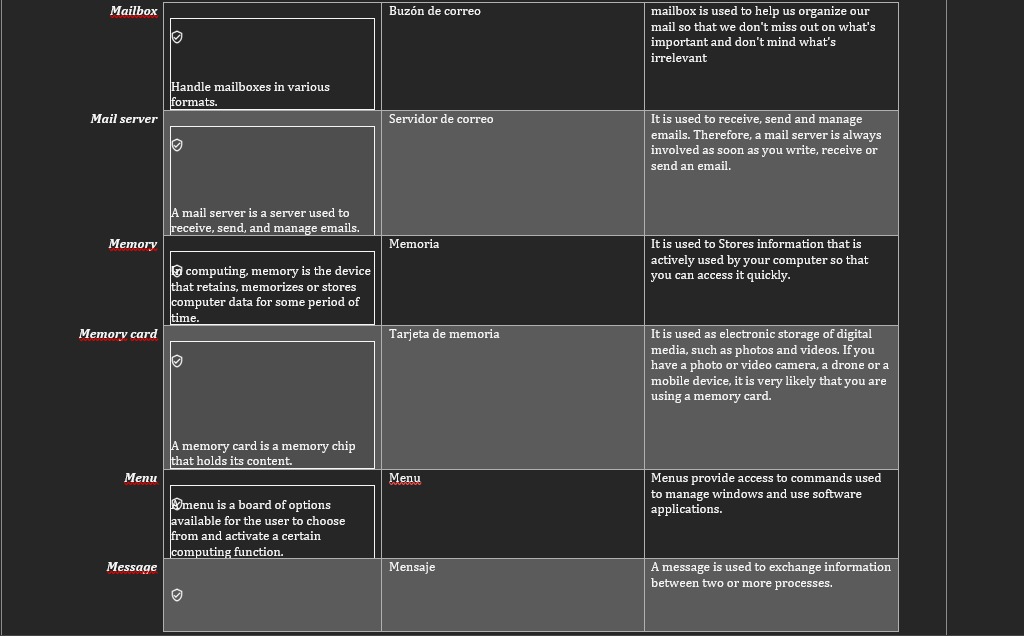 Mailbox
Handle mailboxes in various
formats.
Buzón de correo
mailbox is used to help us organize our
mail so that we don't miss out on what's
important and don't mind what's
irrelevant
Mail server
A mail server is a server used to
receive, send, and manage emails.
Servidor de correo
It is used to receive, send and manage
emails. Therefore, a mail server is always
involved as soon as you write, receive or
send an email.
Memory
In computing, memory is the device
that retains, memorizes or stores
computer data for some period of
time.
Memoria
It is used to Stores information that is
actively used by your computer so that
you can access it quickly.
Memory card
A memory card is a memory chip
that holds its content.
Tarjeta de memoria
It is used as electronic storage of digital
media, such as photos and videos. If you
have a photo or video camera, a drone or a
mobile device, it is very likely that you are
using a memory card.
Menu
A menu is a board of options
available for the user to choose
from and activate a certain
computing function.
Menu
Menus provide access to commands used
to manage windows and use software
applications.
Message
Mensaje
A message is used to exchange information
between two or more processes.